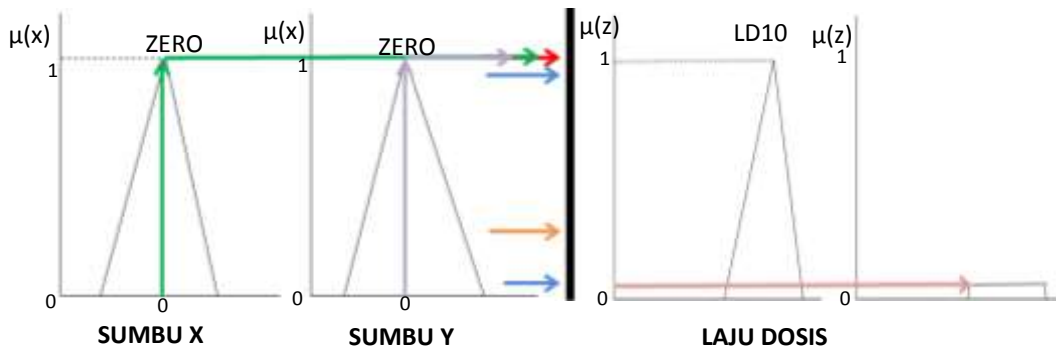 μ(x)
ZERO
1
0
0
SUMBU X
μ(x)
ZERO
1
0
0
SUMBU Y
μ(z)
LD10
1
0
μ(z)
1
0
LAJU DOSIS